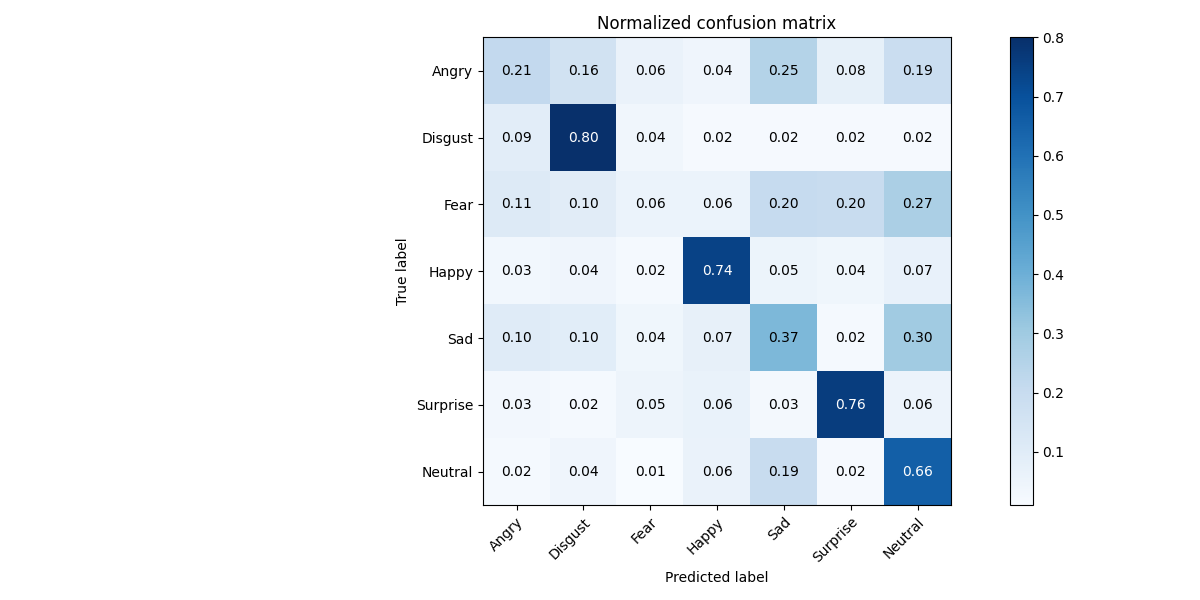 Normalized confusion matrix
Angry 0.21 0.16 0.06 0.04 0.25 0.08 0.19
Disgust 0.09 0.80 0.04 0.02 0.02 0.02 0.02
Fear 0.11 0.10 0.06 0.06 0.20 0.20 0.27
Happy 0.03 0.04 0.02 0.74 0.05 0.04 0.07
Sad 0.10 0.10 0.04 0.07 0.37 0.02 0.30
Surprise 0.03 0.02 0.05 0.06 0.03 0.76 0.06
Neutral 0.02 0.04 0.01 0.06 0.19 0.02 0.66
True label
Angry Disgust Fear Happy Sad Surprise Neutral
Predicted label
0.8
0.7
0.6
0.5
0.4
0.3
0.2
0.1